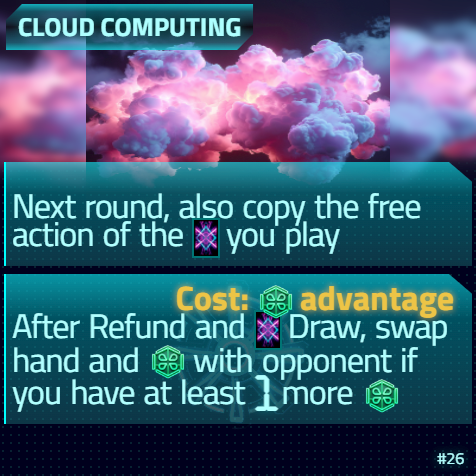 CLOUD COMPUTING
Next round, also copy the free
action of the you play
Cost: advantage
After Refund and Draw, swap
hand and with opponent if
you have at least 1 more
#26